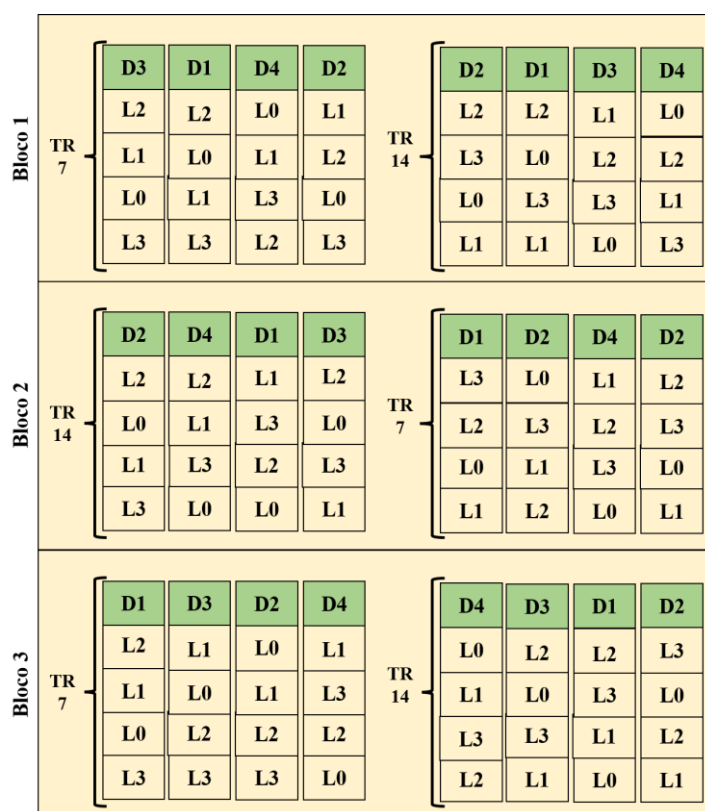 Bloco 1
TR 7
D3 D1 D4 D2
L2 L2 L0 L1
L1 L0 L1 L2
L0 L1 L3 L0
L3 L3 L2 L3
TR 14
D2 D1 D3 D4
L2 L2 L1 L0
L3 L0 L2 L2
L0 L3 L3 L1
L1 L1 L0 L3
Bloco 2
TR 14
D2 D4 D1 D3
L2 L2 L1 L2
L0 L1 L3 L0
L1 L3 L2 L3
L3 L0 L0 L1
TR 7
D1 D2 D4 D2
L3 L0 L1 L2
L2 L3 L2 L3
L0 L1 L3 L0
L1 L2 L0 L1
Bloco 3
TR 7
D1 D3 D2 D4
L2 L1 L0 L1
L1 L0 L1 L3
L0 L2 L2 L2
L3 L3 L3 L0
TR 14
D4 D3 D1 D2
L0 L2 L2 L3
L1 L0 L3 L0
L3 L3 L1 L2
L2 L1 L0 L1